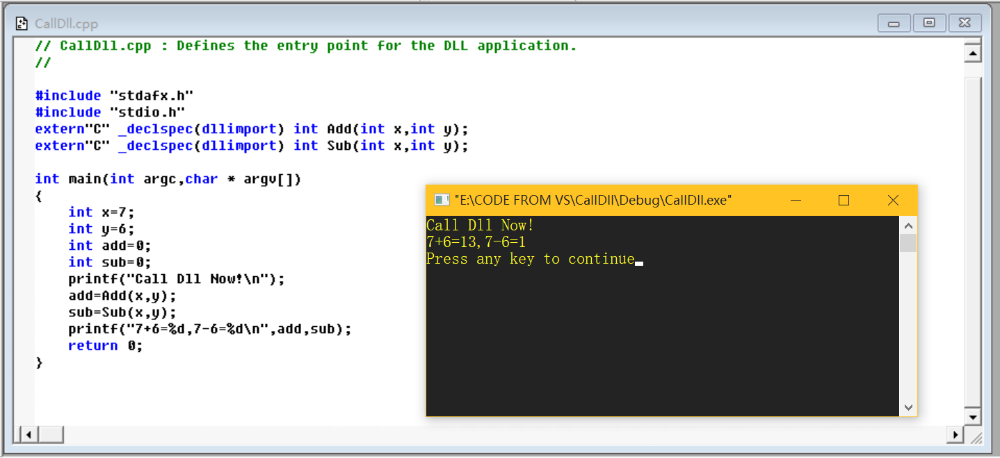 CallDll.cpp
// CallDll.cpp : Defines the entry point for the DLL application.
//
#include "stdafx.h"
#include "stdio.h"
extern"C" _declspec(dllimport) int Add(int x,int y);
extern"C" _declspec(dllimport) int Sub(int x,int y);
int main(int argc,char * argv[])
{
int x=7;
int y=6;
int add=0;
int sub=0;
printf("Call Dll Now!\n");
add=Add(x,y);
sub=Sub(x,y);
printf("7+6=%d,7-6=%d\n",add,sub);
return 0;
}
"E:\CODE FROM VS\CallDll\Debug\CallDll.exe"
Call Dll Now!
7+6=13,7-6=1
Press any key to continue